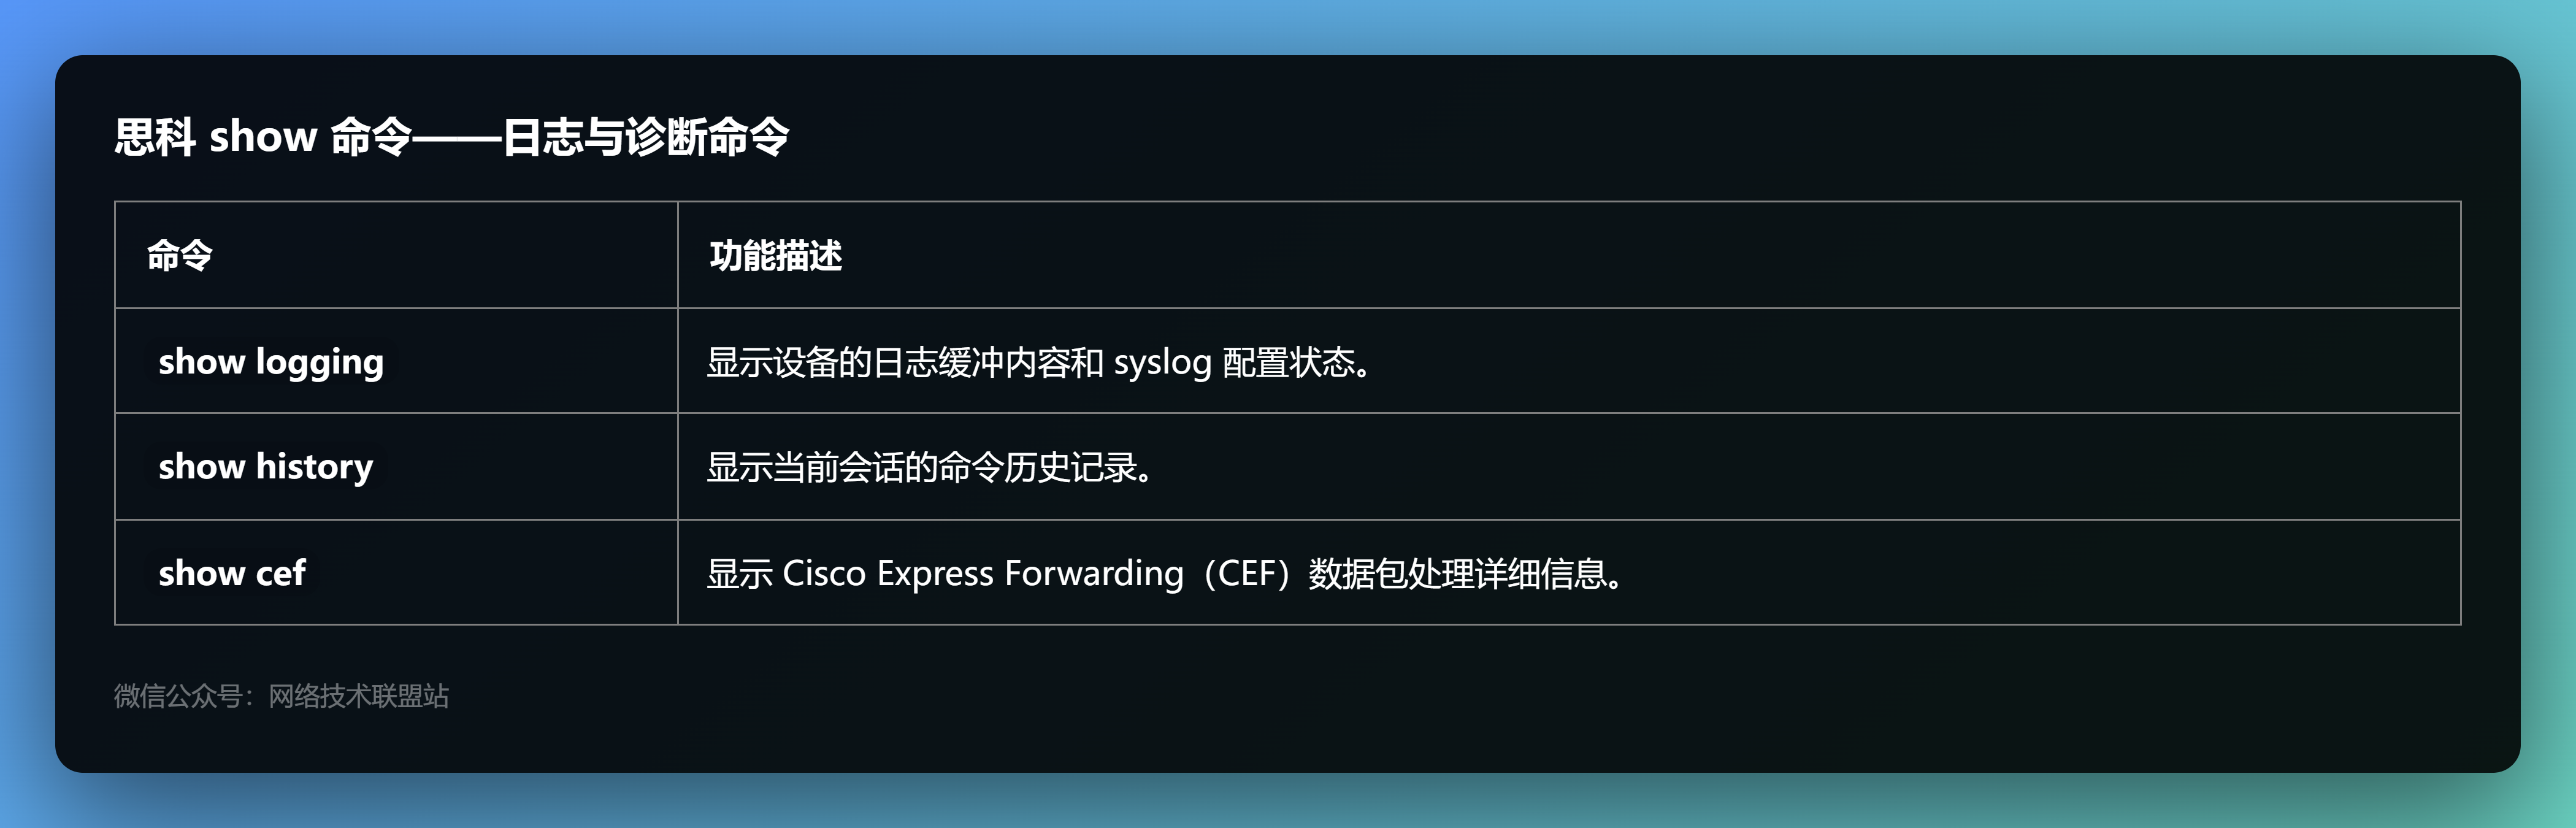 思科 show 命令——日志与诊断命令
命令 功能描述
show logging 显示设备的日志缓冲内容和 syslog 配置状态。
show history 显示当前会话的命令历史记录。
show cef 显示 Cisco Express Forwarding（CEF）数据包处理详细信息。
微信公众号：网络技术联盟站